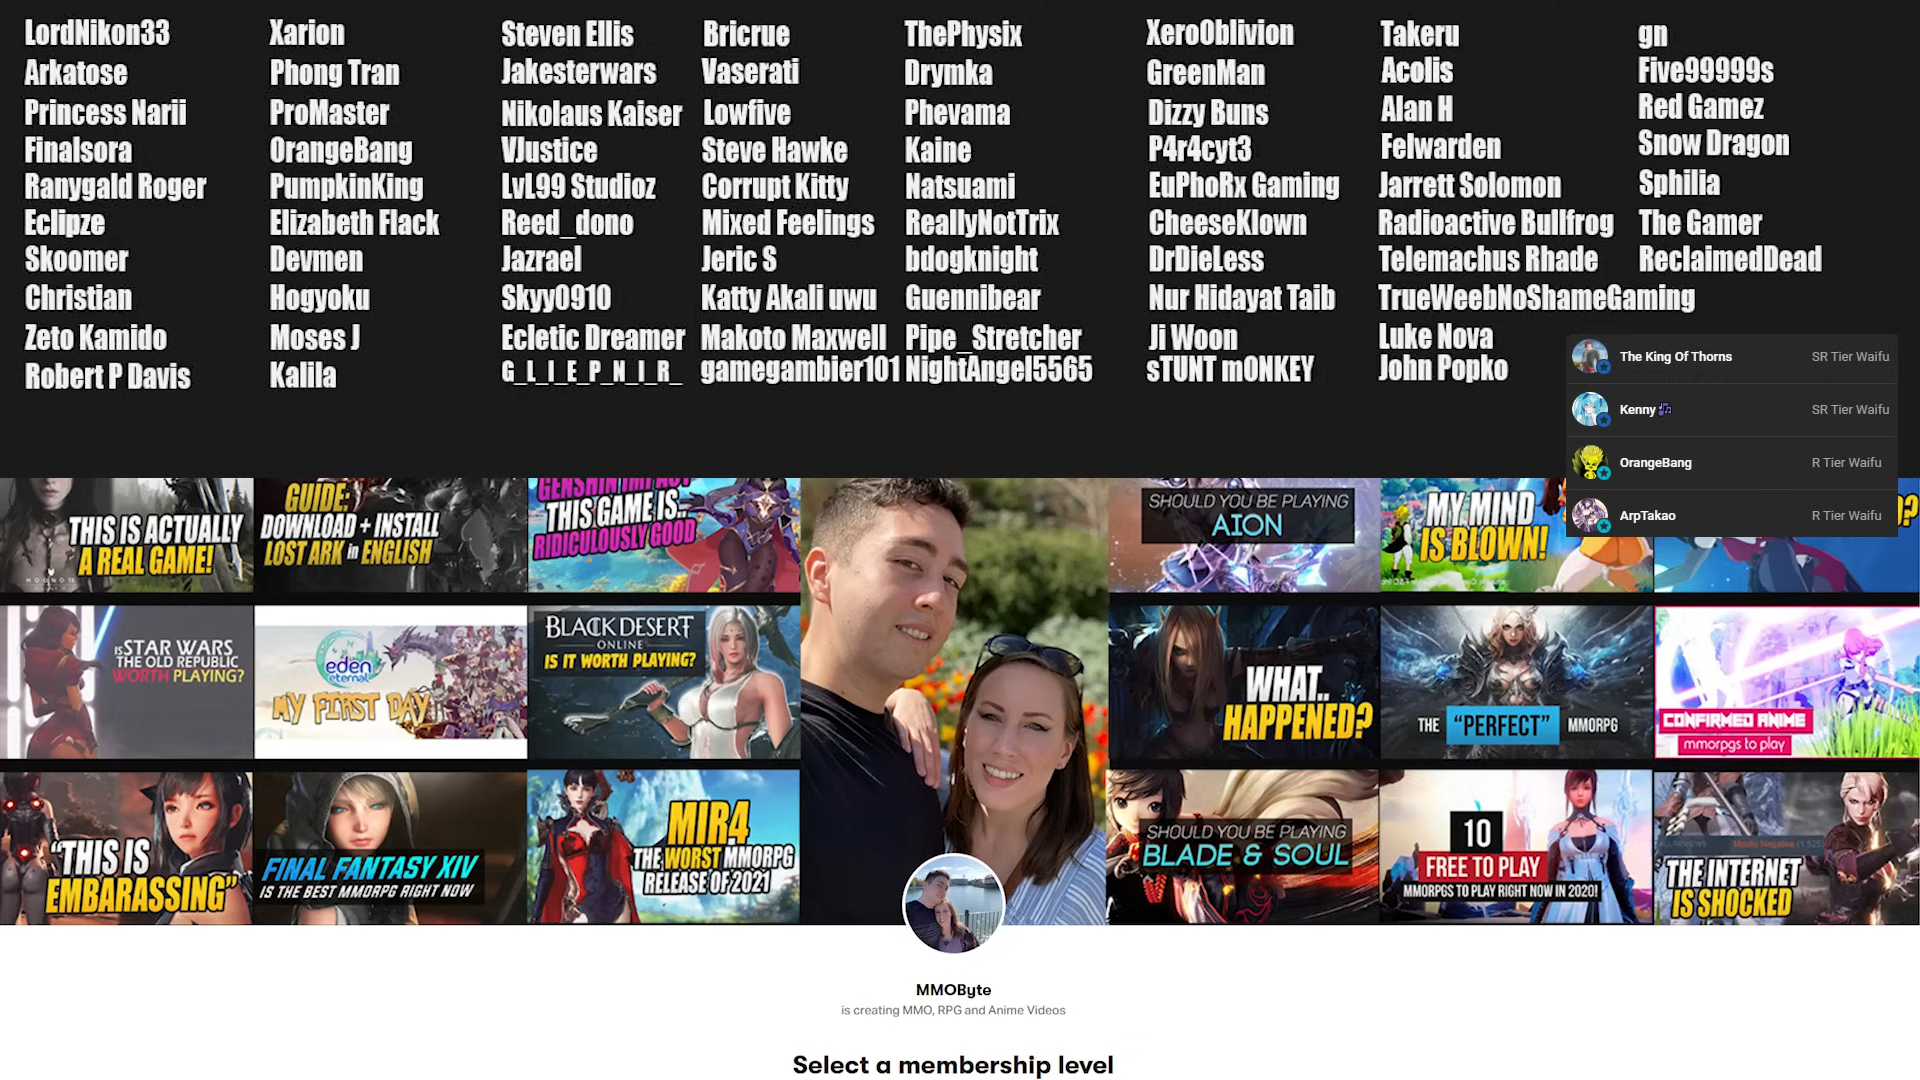 LordNikon33
Arkatose
Princess Narii
Finalsora
Ranygald Roger
Eclipze
Skoomer
Christian
Zeto Kamido
Robert P Davis
Xarion
Phong Tran
ProMaster
OrangeBang
PumpkinKing
Elizabeth Flack
Devmen
Hogyoku
Moses J
Kalila
Steven Ellis
Jakesterwars
Nikolaus Kaiser
VJustice
LvL99 Studioz
Reed_dono
Jazrael
Skyy0910
Ecletic Dreamer
G_L_I_E_P_N_I_R_
Bricrue
Vaserati
Lowfive
Steve Hawke
Corrupt Kitty
Mixed Feelings
Jeric S
Katty Akali uwu
Makoto Maxwell
gamegambier101
ThePhysix
Drymka
Phevama
Kaine
Natsuami
ReallyNotTrix
bdogknight
Guennibear
Pipe_Stretcher
NightAngel5565
XeroOblivion
GreenMan
Dizzy Buns
P4r4cyt3
EuPhoRx Gaming
CheeseKlown
DrDieLess
Nur Hidayat Taib
Ji Woon
sTUNT mONKEY
Takeru
Acolis
Alan H
Felwarden
Jarrett Solomon
Radioactive Bullfrog
Telemachus Rhade
TrueWeebNoShameGaming
Luke Nova
John Popko
gn
Five99999s
Red Gamez
Snow Dragon
Sphilia
The Gamer
ReclaimedDead
The King Of Thorns SR Tier Waifu
Kenny SR Tier Waifu
OrangeBang R Tier Waifu
ArpTakao R Tier Waifu
THIS IS ACTUALLY
A REAL GAME!
HOUND13
GUIDE:
DOWNLOAD + INSTALL
LOST ARK in ENGLISH
GENSHIN IMPACT
THIS GAME IS..
RIDICULOUSLY GOOD
SHOULD YOU BE PLAYING
AION
MY MIND
IS BLOWN!
?
IS STAR WARS
THE OLD REPUBLIC
WORTH PLAYING?
eden
eternal
MY FIRST DAY
BLACK DESERT
ONLINE
IS IT WORTH PLAYING?
WHAT..
HAPPENED?
THE "PERFECT" MMORPG
CONFIRMED ANIME
mmorpgs to play
"THIS IS
EMBARASSING"
FINAL FANTASY XIV
IS THE BEST MMORPG RIGHT NOW
MIR4
THE WORST MMORPG
RELEASE OF 2021
SHOULD YOU BE PLAYING
BLADE & SOUL
10
FREE TO PLAY
MMORPGS TO PLAY RIGHT NOW IN 2020!
Mostly Negative (1,525)
THE INTERNET
IS SHOCKED
MMOByte
is creating MMO, RPG and Anime Videos
Select a membership level